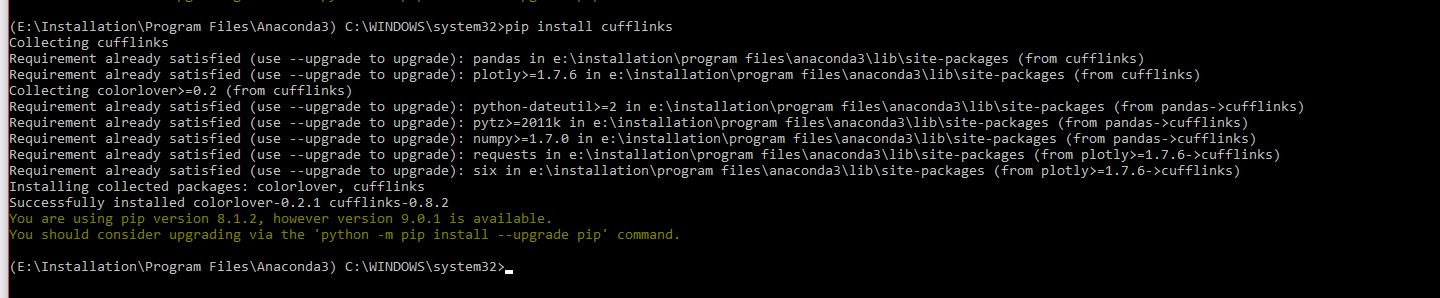 (E:\Installation\Program Files\Anaconda3) C:\WINDOWS\system32>pip install cufflinks
Collecting cufflinks
Requirement already satisfied (use --upgrade to upgrade): pandas in e:\installation\program files\anaconda3\lib\site-packages (from cufflinks)
Requirement already satisfied (use --upgrade to upgrade): plotly>=1.7.6 in e:\installation\program files\anaconda3\lib\site-packages (from cufflinks)
Collecting colorlover>=0.2 (from cufflinks)
Requirement already satisfied (use --upgrade to upgrade): python-dateutil>=2 in e:\installation\program files\anaconda3\lib\site-packages (from pandas->cufflinks)
Requirement already satisfied (use --upgrade to upgrade): pytz>=2011k in e:\installation\program files\anaconda3\lib\site-packages (from pandas->cufflinks)
Requirement already satisfied (use --upgrade to upgrade): numpy>=1.7.0 in e:\installation\program files\anaconda3\lib\site-packages (from pandas->cufflinks)
Requirement already satisfied (use --upgrade to upgrade): requests in e:\installation\program files\anaconda3\lib\site-packages (from plotly>=1.7.6->cufflinks)
Requirement already satisfied (use --upgrade to upgrade): six in e:\installation\program files\anaconda3\lib\site-packages (from plotly>=1.7.6->cufflinks)
Installing collected packages: colorlover, cufflinks
Successfully installed colorlover-0.2.1 cufflinks-0.8.2
You are using pip version 8.1.2, however version 9.0.1 is available.
You should consider upgrading via the 'python -m pip install --upgrade pip' command.
(E:\Installation\Program Files\Anaconda3) C:\WINDOWS\system32>